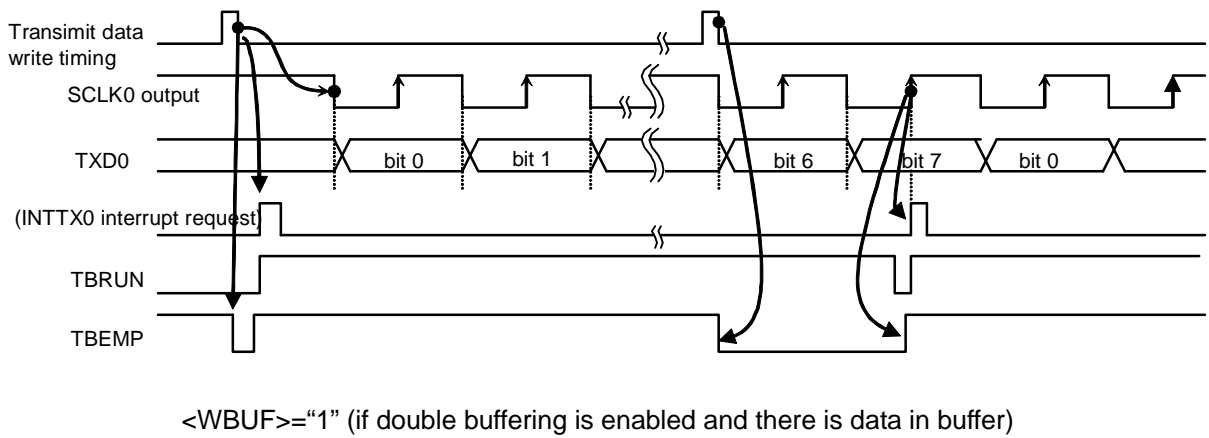 Transimit data
write timing
SCLK0 output
TXD0
bit 0
bit 1
bit 6
bit 7
bit 0
(INTTX0 interrupt request)
TBRUN
TBEMP
<WBUF>=“1” (if double buffering is enabled and there is data in buffer)